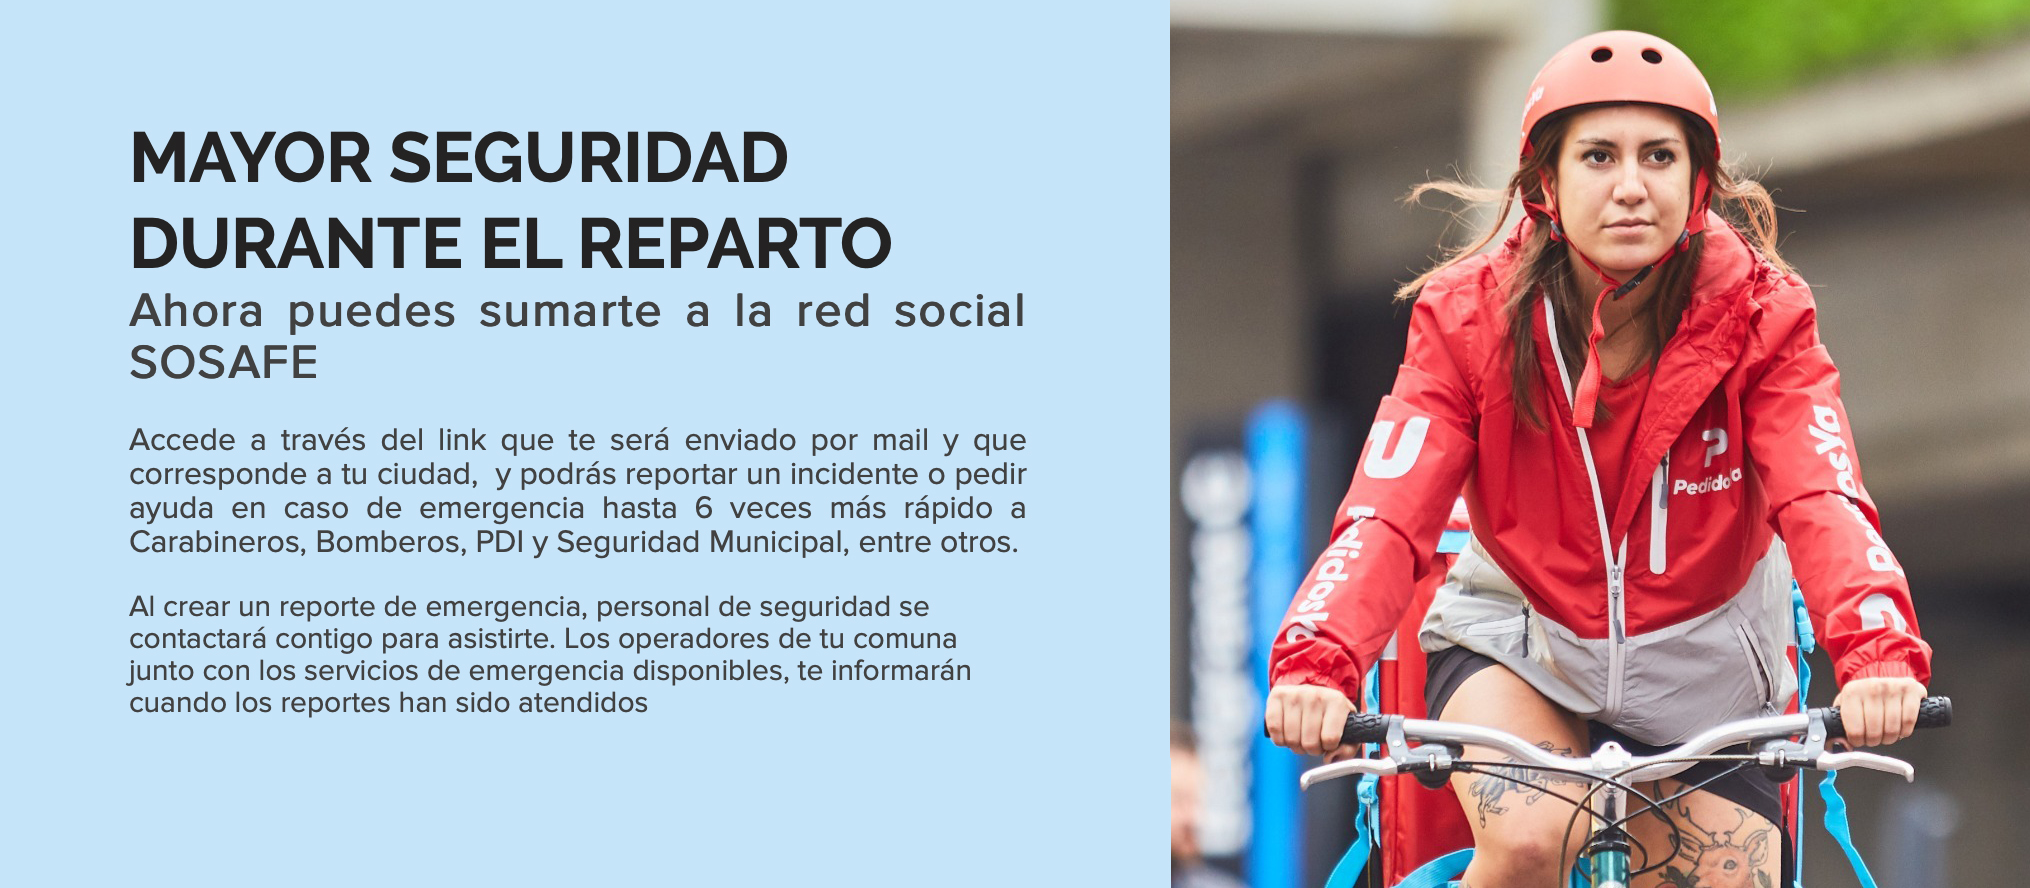 MAYOR SEGURIDAD
DURANTE EL REPARTO
Ahora puedes sumarte a la red social
SOSAFE
Accede a través del link que te será enviado por mail y que
corresponde a tu ciudad,  y podrás reportar un incidente o pedir
ayuda en caso de emergencia hasta 6 veces más rápido a
Carabineros, Bomberos, PDI y Seguridad Municipal, entre otros.
Al crear un reporte de emergencia, personal de seguridad se
contactará contigo para asistirte. Los operadores de tu comuna
junto con los servicios de emergencia disponibles, te informarán
cuando los reportes han sido atendidos